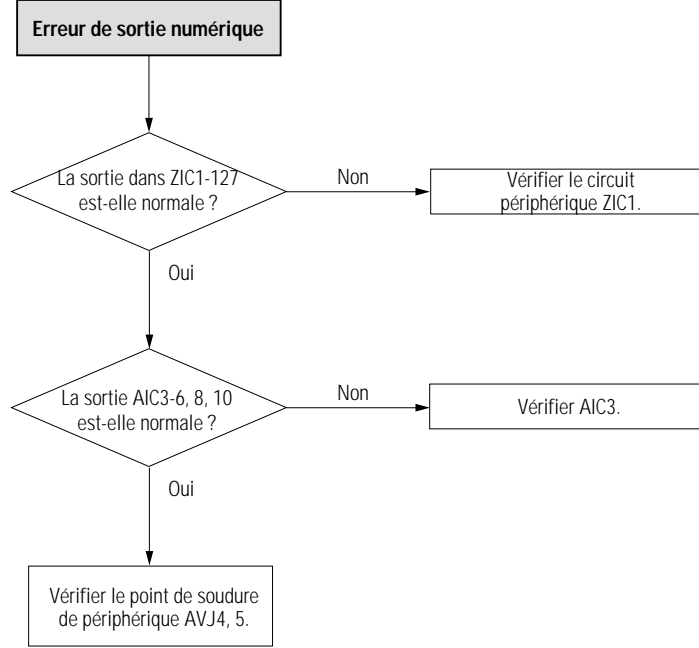 Erreur de sortie numérique
La sortie dans ZIC1-127
est-elle normale ?
Non
Vérifier le circuit
périphérique ZIC1.
Oui
La sortie AIC3-6, 8, 10
est-elle normale ?
Non
Vérifier AIC3.
Oui
Vérifier le point de soudure
de périphérique AVJ4, 5.